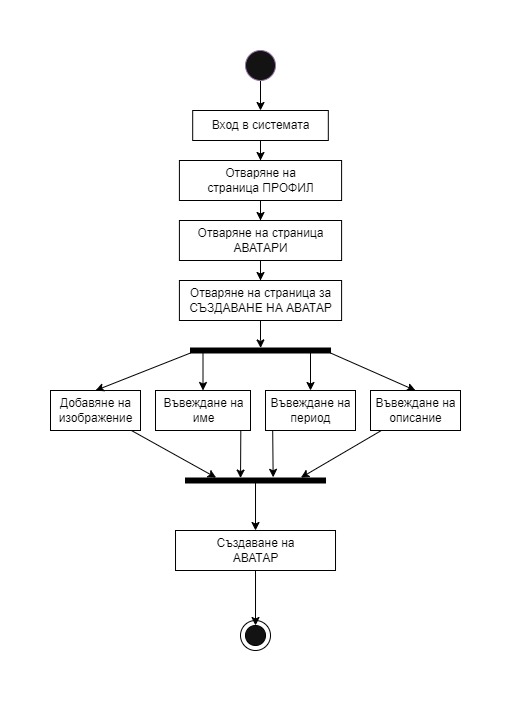 Вход в системата
Отваряне на
страница ПРОФИЛ
Отваряне на страница
АВАТАРИ
Отваряне на страница за
СЪЗДАВАНЕ НА АВАТАР
Добавяне на
изображение
Въвеждане на
име
Въвеждане на
период
Въвеждане на
описание
Създаване на
АВАТАР